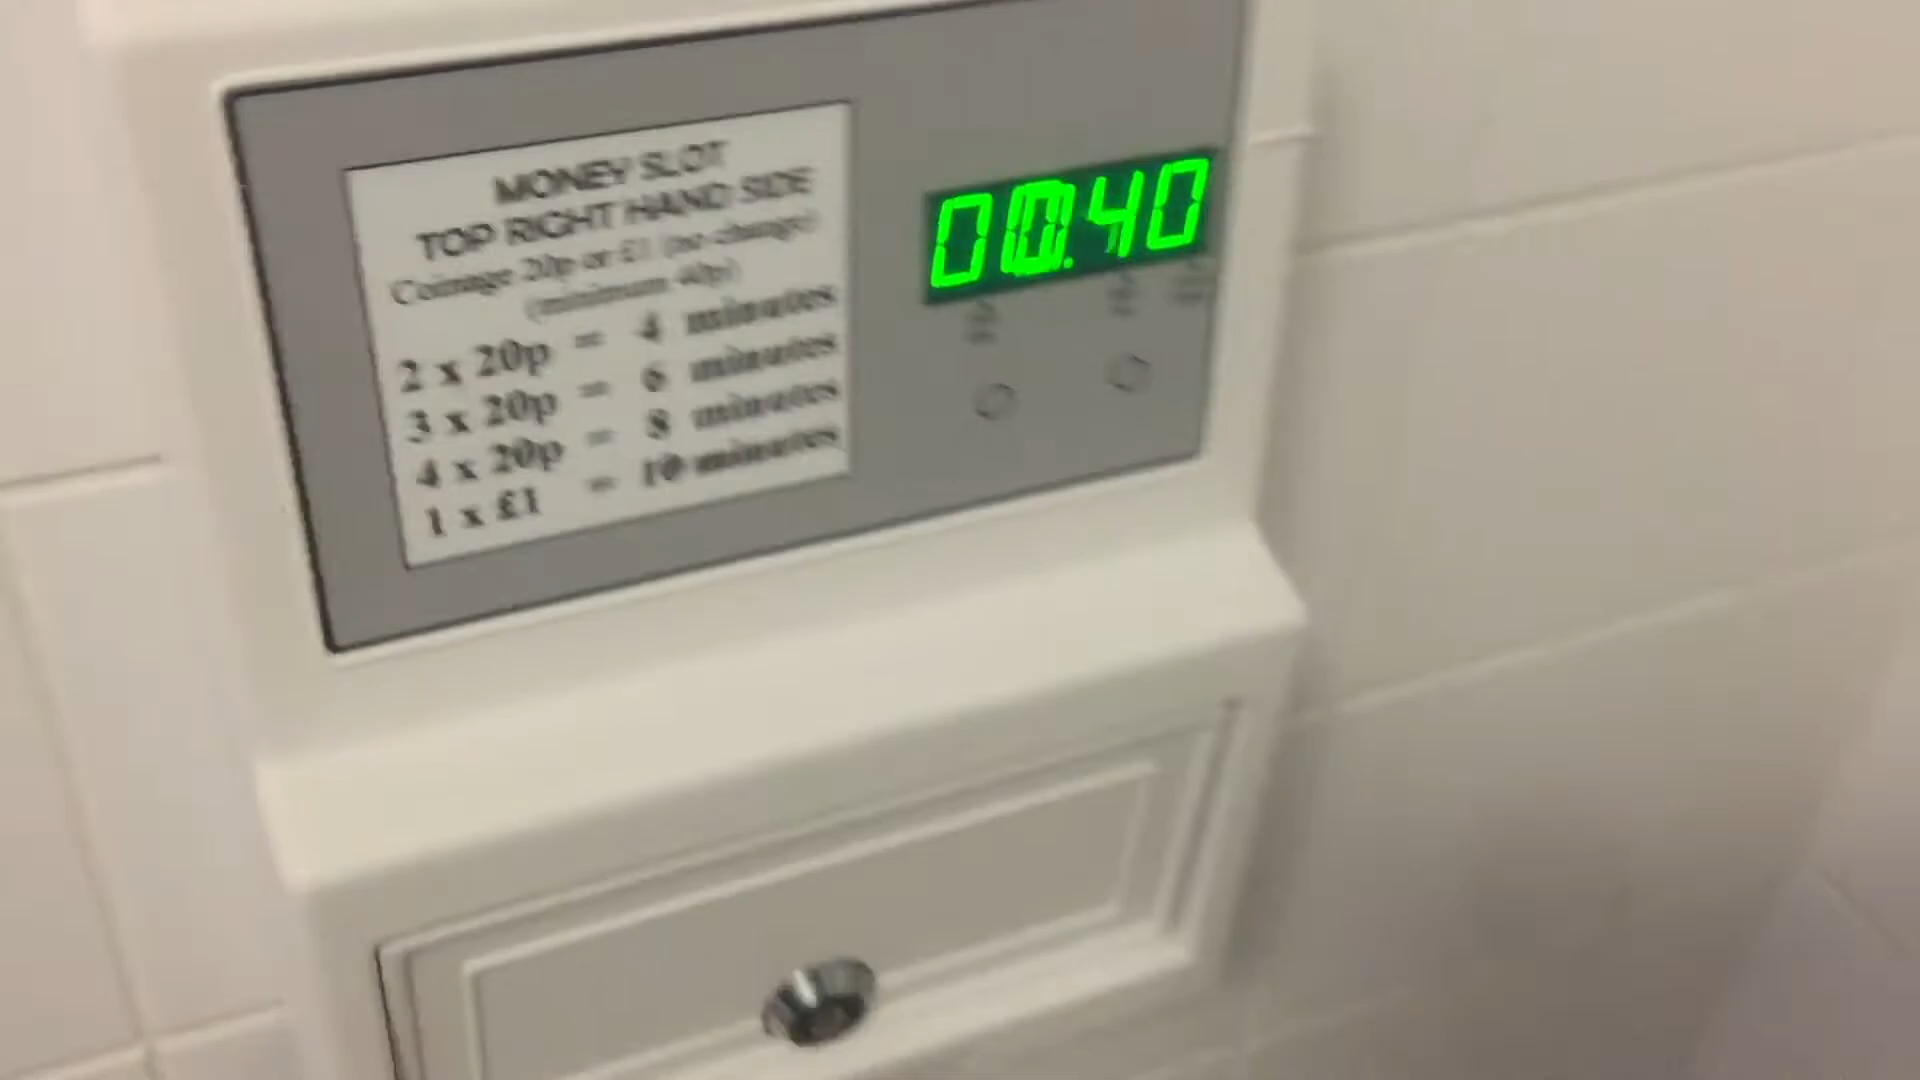 MONEY SLOT
TOP RIGHT HAND SIDE
Coinage 20p or £1 (no change)
(minimum 40p)
2 x 20p = 4 minutes
3 x 20p = 6 minutes
4 x 20p = 8 minutes
1 x £1 = 10 minutes
00.40